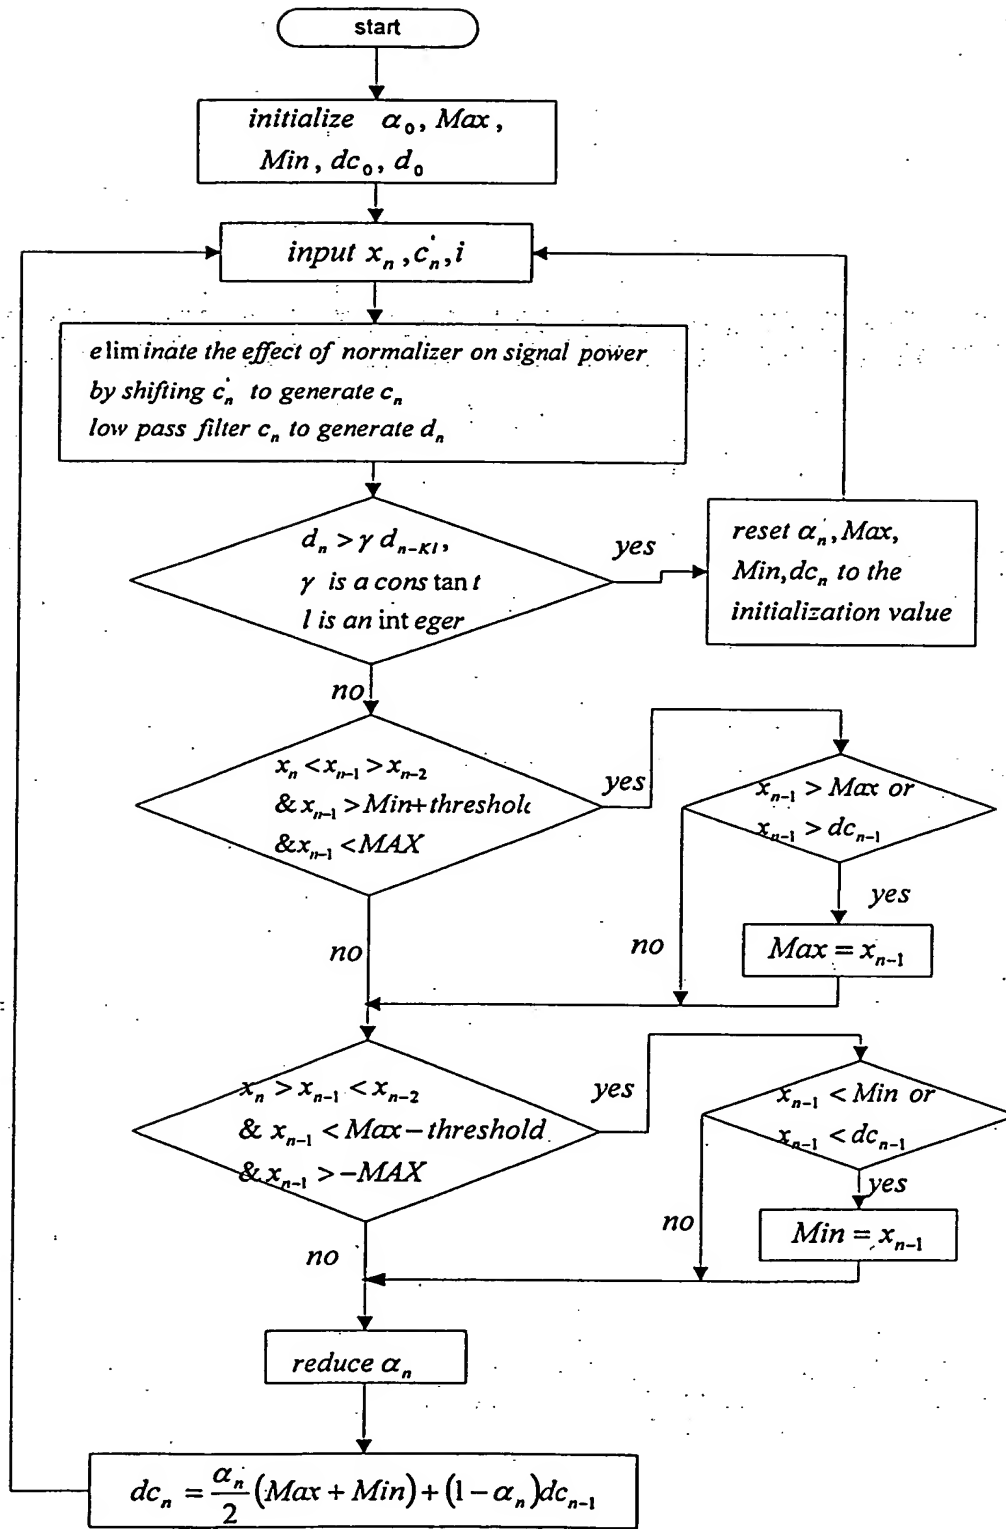 start
initialize α₀, Max,
Min, dc₀, d₀
input xₙ, c'ₙ, i
eliminate the effect of normalizer on signal power
by shifting c'ₙ to generate cₙ
low pass filter cₙ to generate dₙ
dₙ > γ dₙ₋ₖₗ,
γ is a cons tan t
l is an int eger
yes
reset αₙ, Max,
Min, dcₙ to the
initialization value
no
xₙ < xₙ₋₁ > xₙ₋₂
& xₙ₋₁ > Min + threshold
& xₙ₋₁ < MAX
yes
xₙ₋₁ > Max or
xₙ₋₁ > dcₙ₋₁
yes
no
no
Max = xₙ₋₁
xₙ > xₙ₋₁ < xₙ₋₂
& xₙ₋₁ < Max − threshold
& xₙ₋₁ > −MAX
yes
xₙ₋₁ < Min or
xₙ₋₁ < dcₙ₋₁
yes
no
no
Min = xₙ₋₁
reduce αₙ
dcₙ = αₙ/2 (Max + Min) + (1 − αₙ)dcₙ₋₁